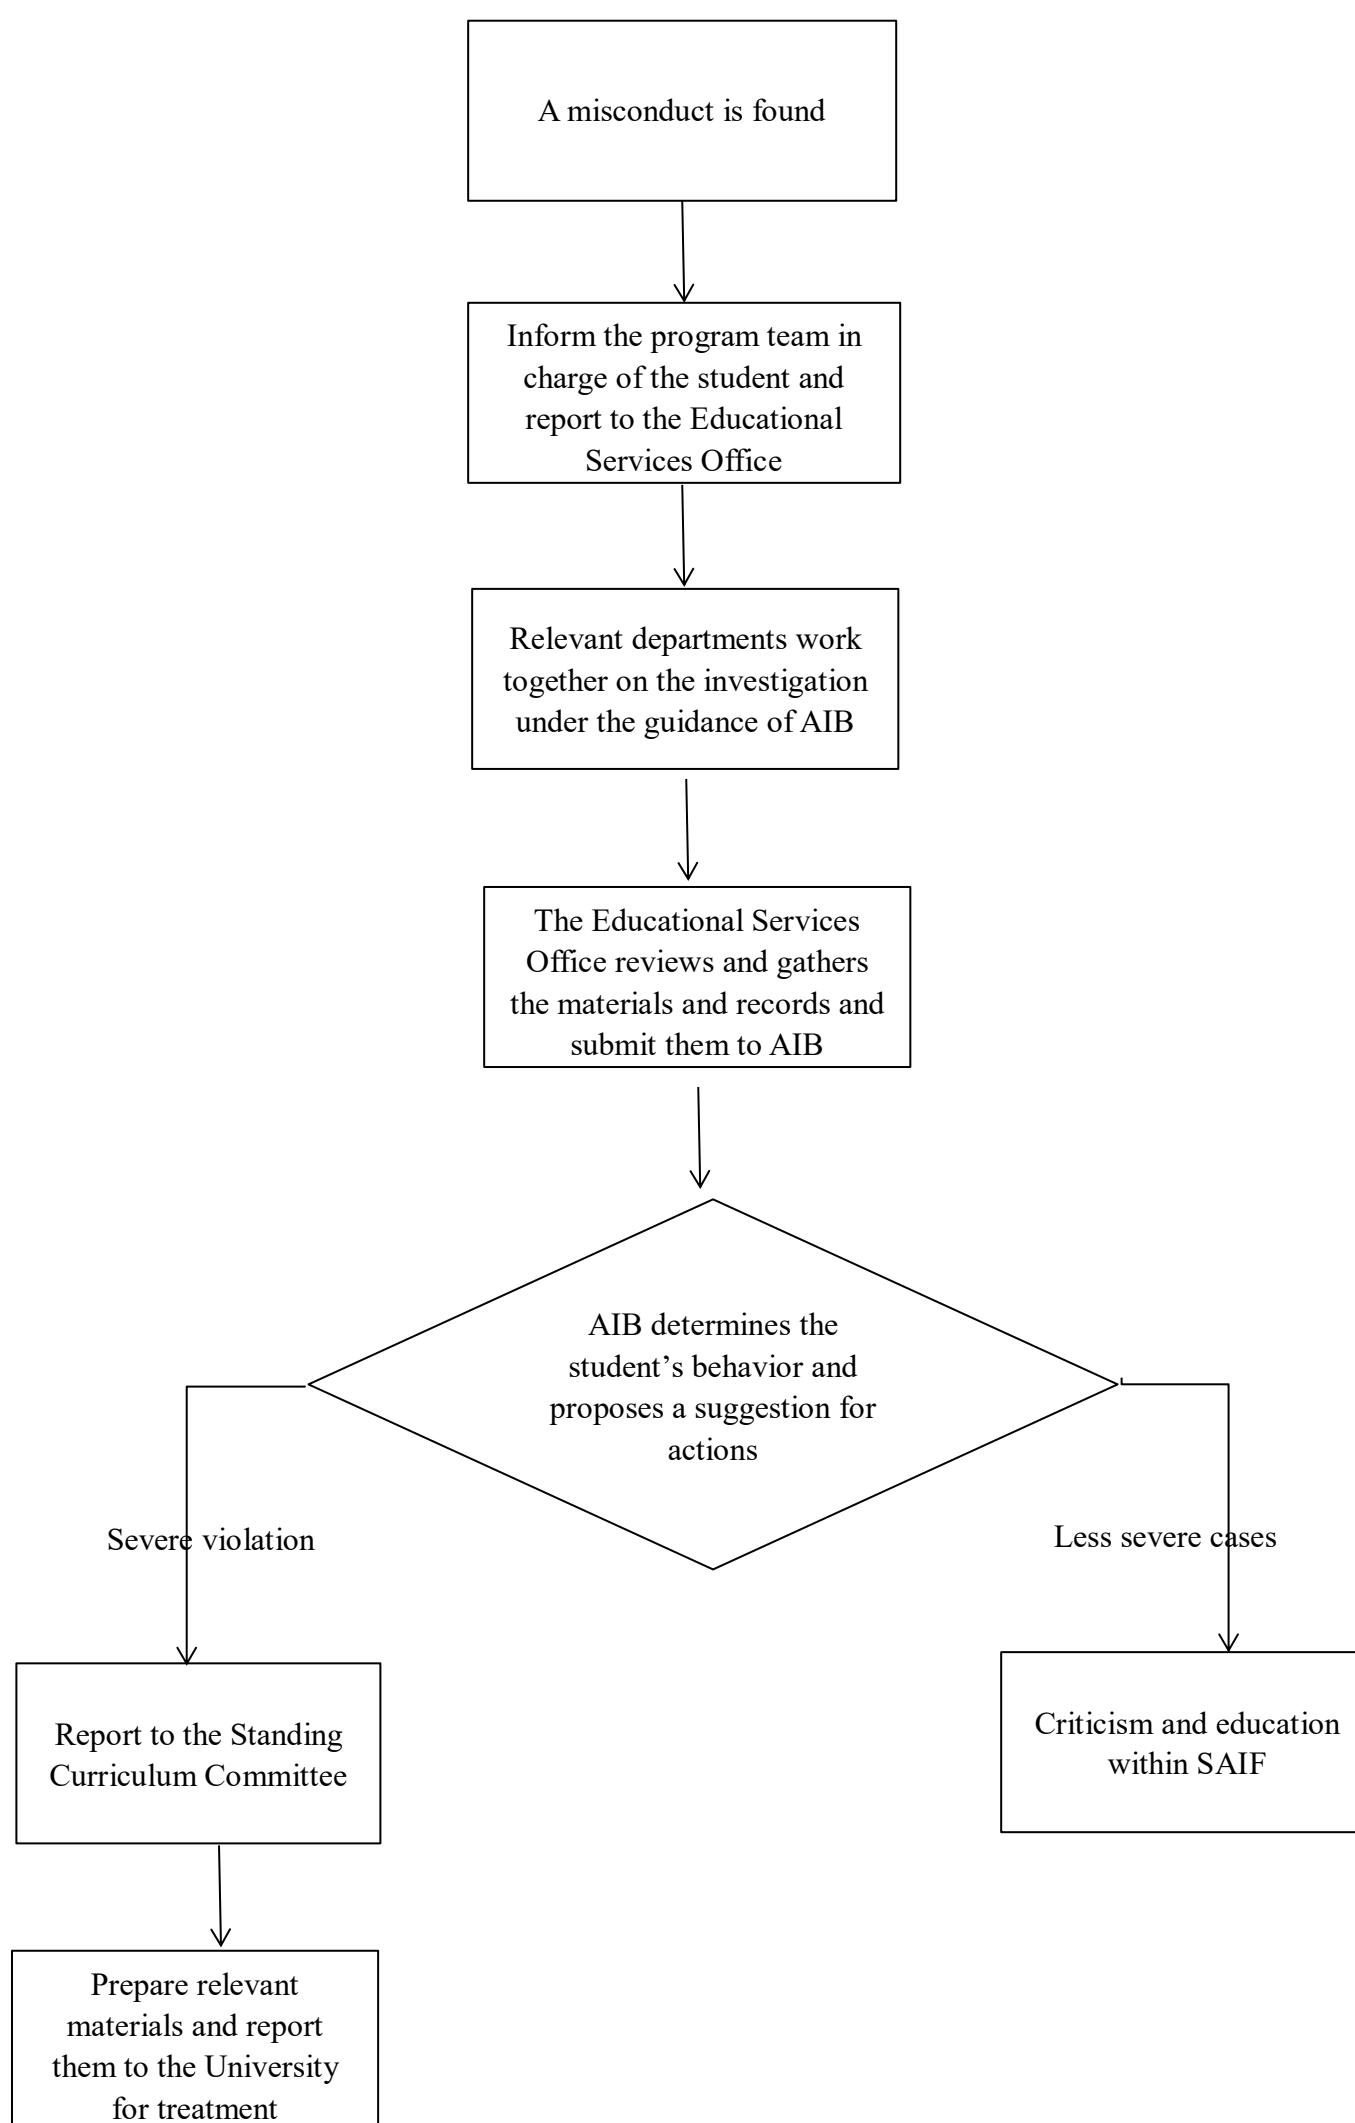 A misconduct is found
Inform the program team in
charge of the student and
report to the Educational
Services Office
Relevant departments work
together on the investigation
under the guidance of AIB
The Educational Services
Office reviews and gathers
the materials and records and
submit them to AIB
AIB determines the
student’s behavior and
proposes a suggestion for
actions
Severe violation
Less severe cases
Report to the Standing
Curriculum Committee
Criticism and education
within SAIF
Prepare relevant
materials and report
them to the University
for treatment